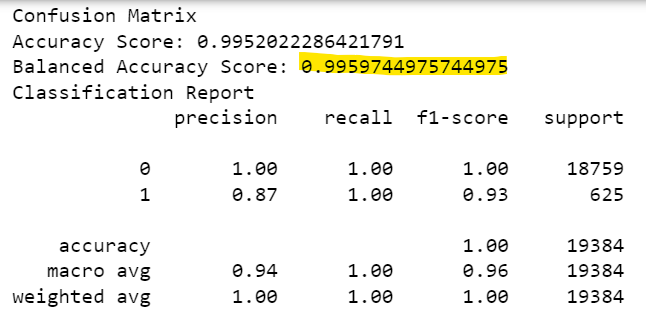 Confusion Matrix
Accuracy Score: 0.9952022286421791
Balanced Accuracy Score: 0.9959744975744975
Classification Report
precision recall f1-score support
0 1.00 1.00 1.00 18759
1 0.87 1.00 0.93 625
accuracy 1.00 19384
macro avg 0.94 1.00 0.96 19384
weighted avg 1.00 1.00 1.00 19384